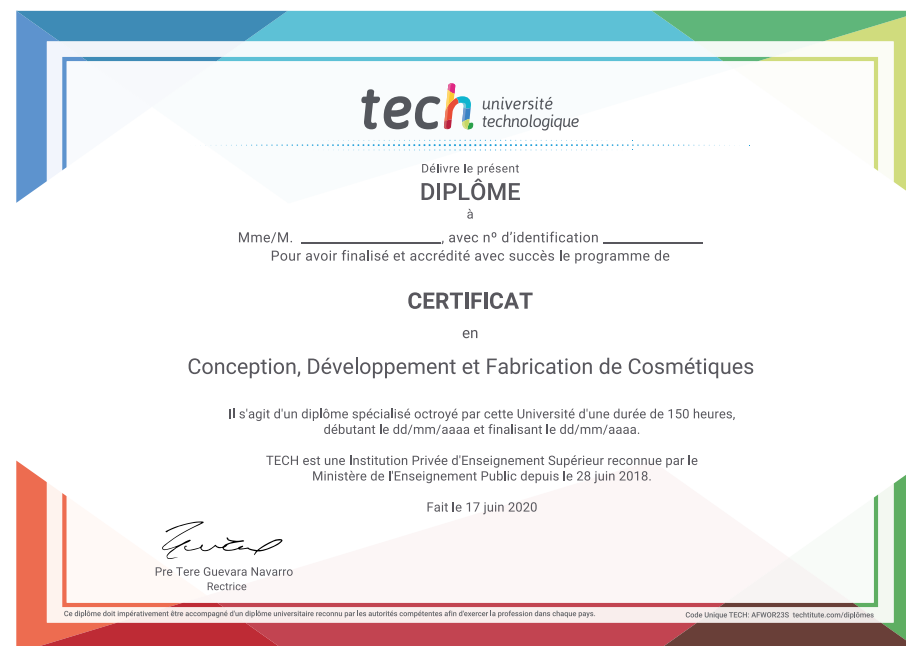 tech université
technologique
Délivre le présent
DIPLÔME
à
Mme/M. ____________________, avec nº d'identification ______________
Pour avoir finalisé et accrédité avec succès le programme de
CERTIFICAT
en
Conception, Développement et Fabrication de Cosmétiques
Il s'agit d'un diplôme spécialisé octroyé par cette Université d'une durée de 150 heures,
débutant le dd/mm/aaaa et finalisant le dd/mm/aaaa.
TECH est une Institution Privée d'Enseignement Supérieur reconnue par le
Ministère de l'Enseignement Public depuis le 28 juin 2018.
Fait le 17 juin 2020
Pre Tere Guevara Navarro
Rectrice
Ce diplôme doit impérativement être accompagné d'un diplôme universitaire reconnu par les autorités compétentes afin d'exercer la profession dans chaque pays.
Code Unique TECH: AFWOR23S techtitute.com/diplômes